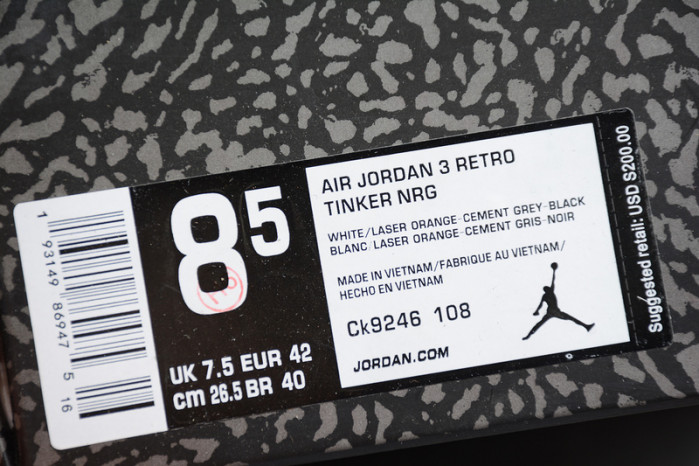 1 93149 86947 5 16
8 5
UK 7.5 EUR 42
cm 26.5 BR 40
AIR JORDAN 3 RETRO
TINKER NRG
WHITE/LASER ORANGE-CEMENT GREY-BLACK
BLANC/LASER ORANGE-CEMENT GRIS-NOIR
MADE IN VIETNAM/FABRIQUE AU VIETNAM/
HECHO EN VIETNAM
Ck9246 108
JORDAN.COM
Suggested retail: USD S200.00